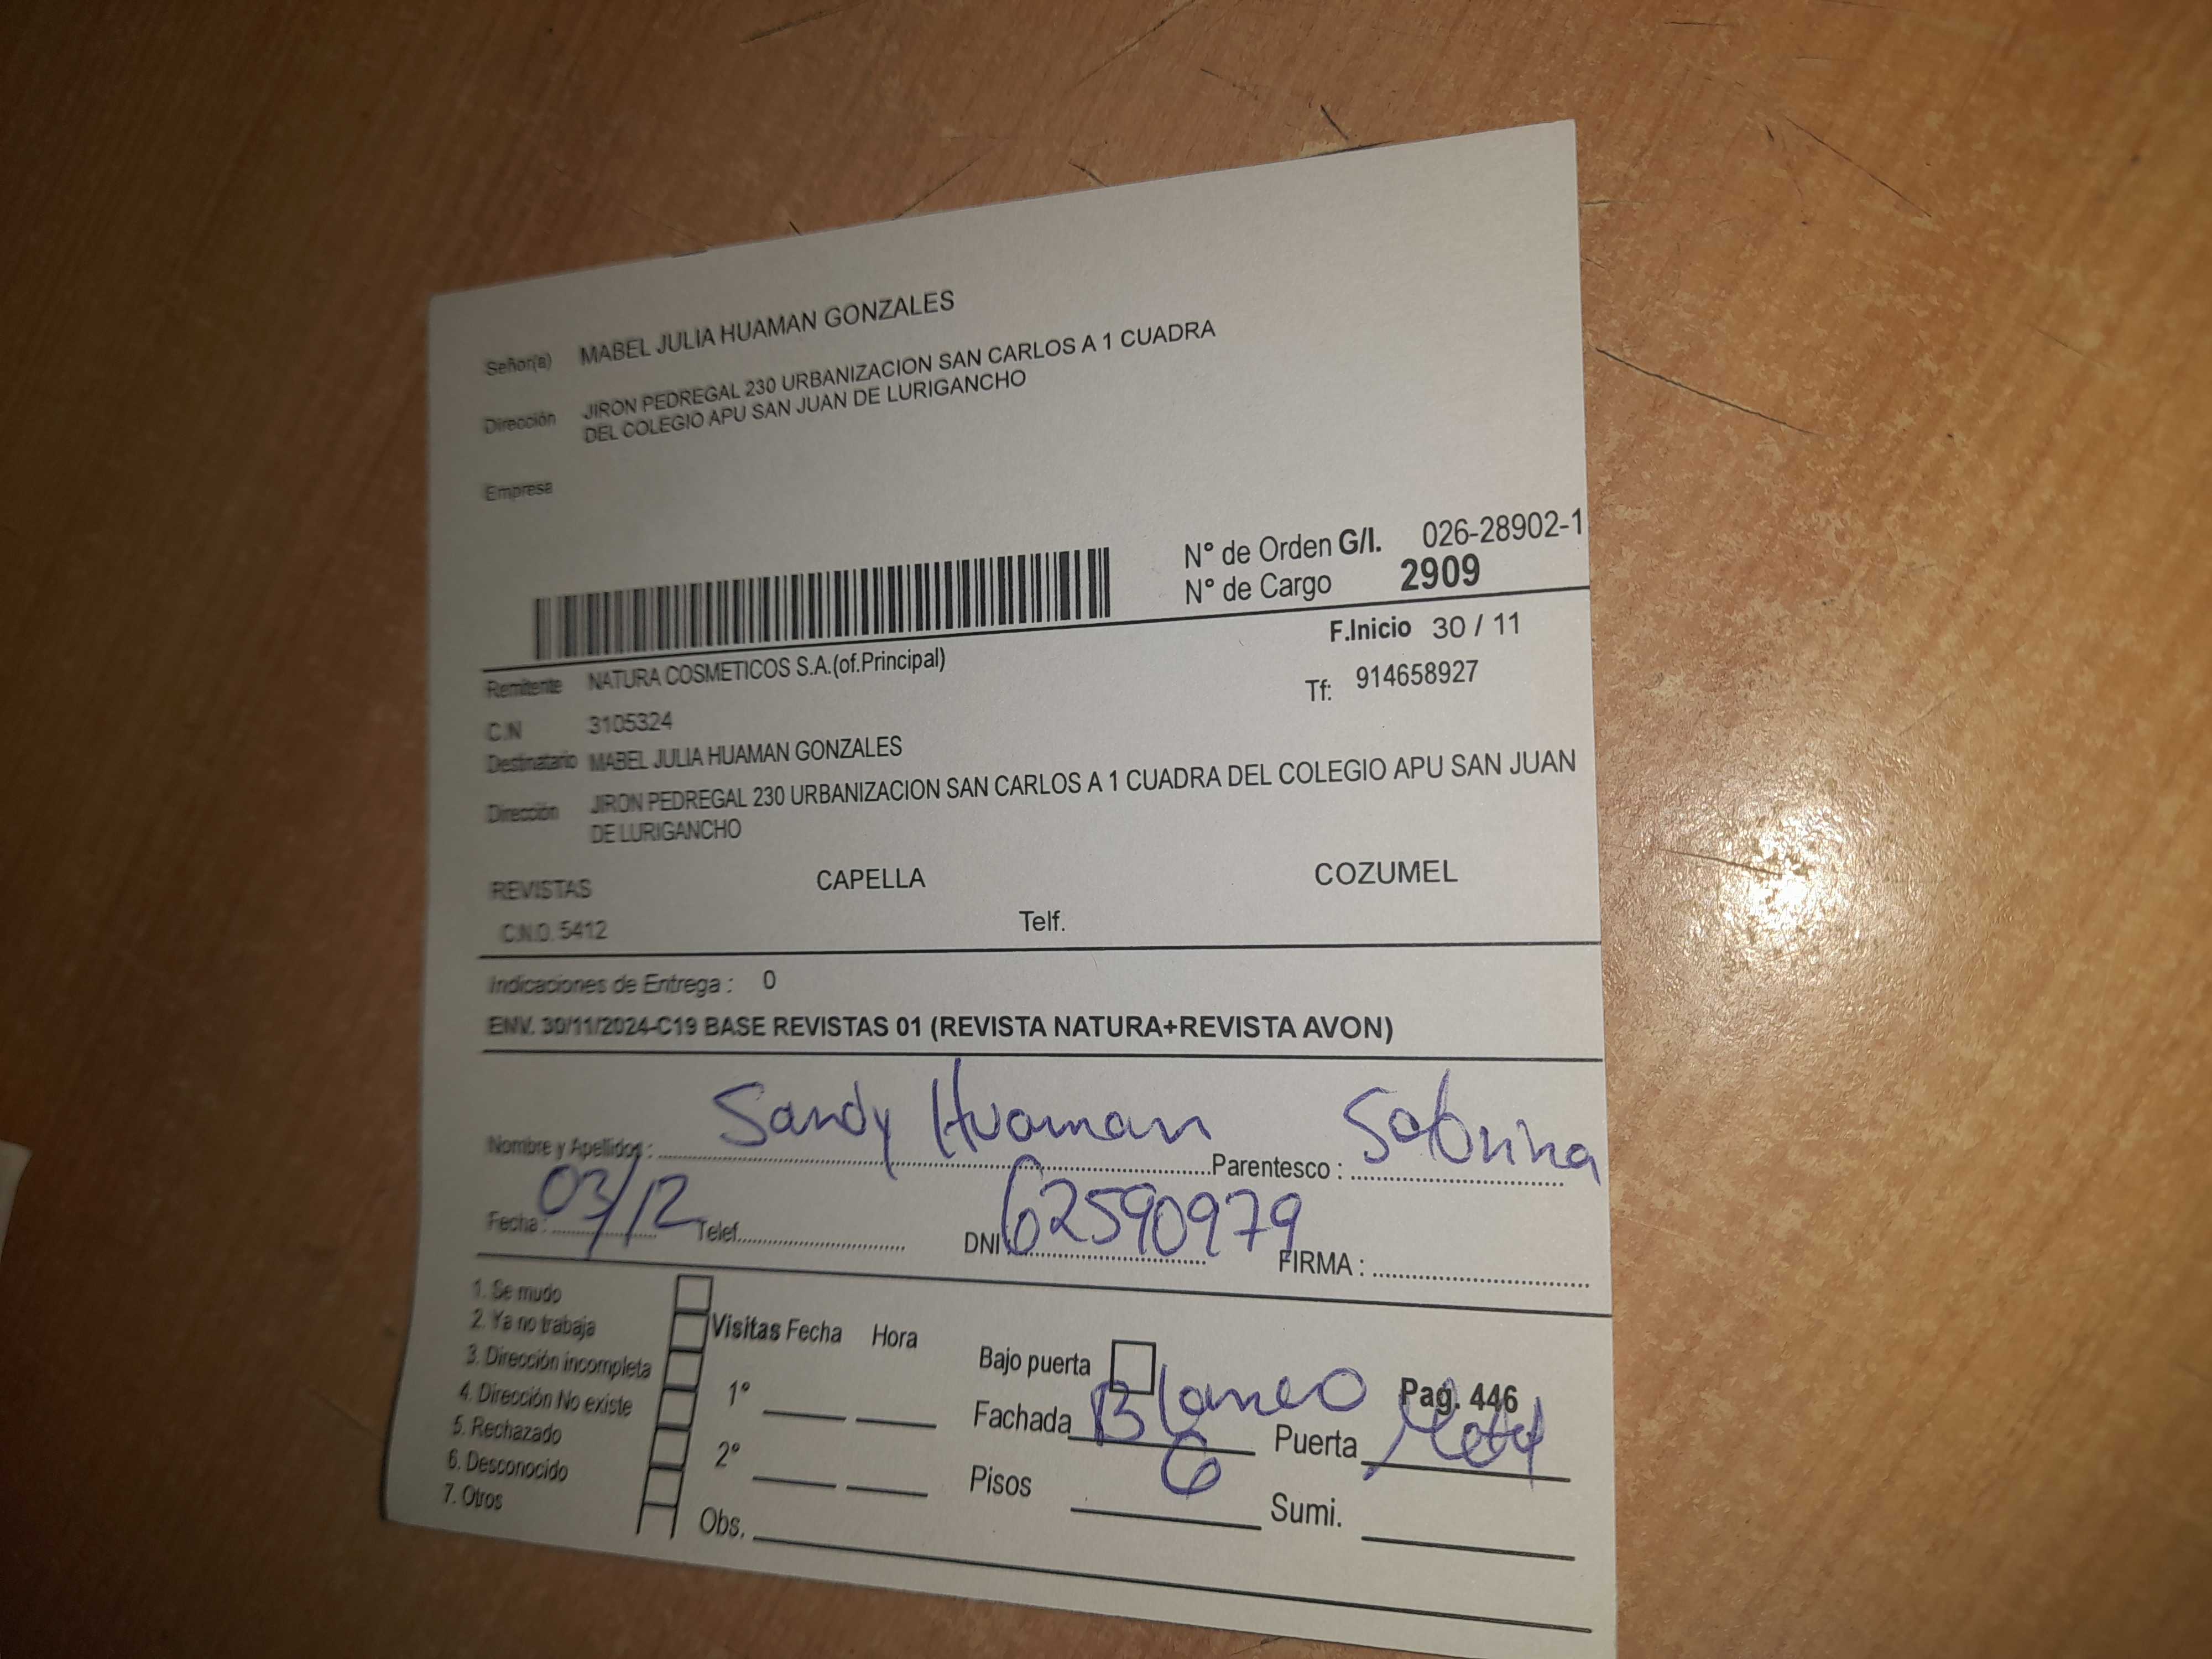 Señor(a) MABEL JULIA HUAMAN GONZALES
Dirección JIRON PEDREGAL 230 URBANIZACION SAN CARLOS A 1 CUADRA
DEL COLEGIO APU SAN JUAN DE LURIGANCHO
Empresa
N° de Orden G/I. 026-28902-1
N° de Cargo 2909
F.Inicio 30 / 11
Remitente NATURA COSMETICOS S.A.(of.Principal)
Tf: 914658927
C.N 3105324
Destinatario MABEL JULIA HUAMAN GONZALES
Dirección JIRON PEDREGAL 230 URBANIZACION SAN CARLOS A 1 CUADRA DEL COLEGIO APU SAN JUAN
DE LURIGANCHO
REVISTAS CAPELLA COZUMEL
C.N.O. 5412 Telf.
Indicaciones de Entrega : 0
ENV. 30/11/2024-C19 BASE REVISTAS 01 (REVISTA NATURA+REVISTA AVON)
Nombre y Apellidos : Sandy Huaman Parentesco : Sobrina
Fecha : 03/12 Telef. DNI 62590979 FIRMA :
1. Se mudo
2. Ya no trabaja
3. Dirección incompleta
4. Dirección No existe
5. Rechazado
6. Desconocido
7. Otros
Visitas Fecha Hora
1°
2°
Obs.
Bajo puerta
Pag. 446
Fachada Blanco Puerta
Pisos 6 Sumi.